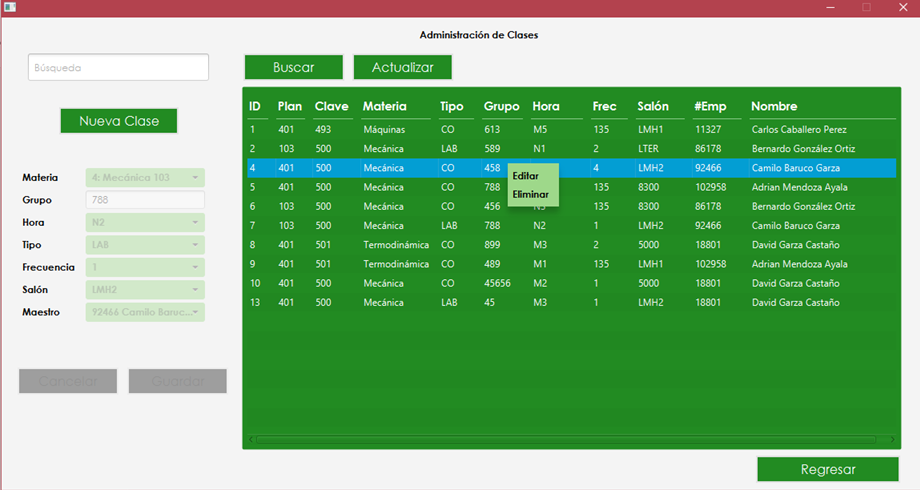 Administración de Clases
Búsqueda
Buscar Actualizar
Nueva Clase
Materia 4: Mecánica 103
Grupo 788
Hora N2
Tipo LAB
Frecuencia 1
Salón LMH2
Maestro 92466 Camilo Baruc...
Cancelar Guardar
ID Plan Clave Materia Tipo Grupo Hora Frec Salón #Emp Nombre
1 401 493 Máquinas CO 613 M5 135 LMH1 11327 Carlos Caballero Perez
2 103 500 Mecánica LAB 589 N1 2 LTER 86178 Bernardo González Ortiz
4 401 500 Mecánica CO 458 4 LMH2 92466 Camilo Baruco Garza
5 401 500 Mecánica CO 788 135 8300 102958 Adrian Mendoza Ayala
6 103 500 Mecánica CO 456 135 8300 86178 Bernardo González Ortiz
7 103 500 Mecánica LAB 788 N2 1 LMH2 92466 Camilo Baruco Garza
8 401 501 Termodinámica CO 899 M3 2 5000 18801 David Garza Castaño
9 401 501 Termodinámica CO 489 M1 135 LMH1 102958 Adrian Mendoza Ayala
10 401 500 Mecánica CO 45656 M2 1 5000 18801 David Garza Castaño
13 401 500 Mecánica LAB 45 M3 1 LMH2 18801 David Garza Castaño
Editar
Eliminar
Regresar